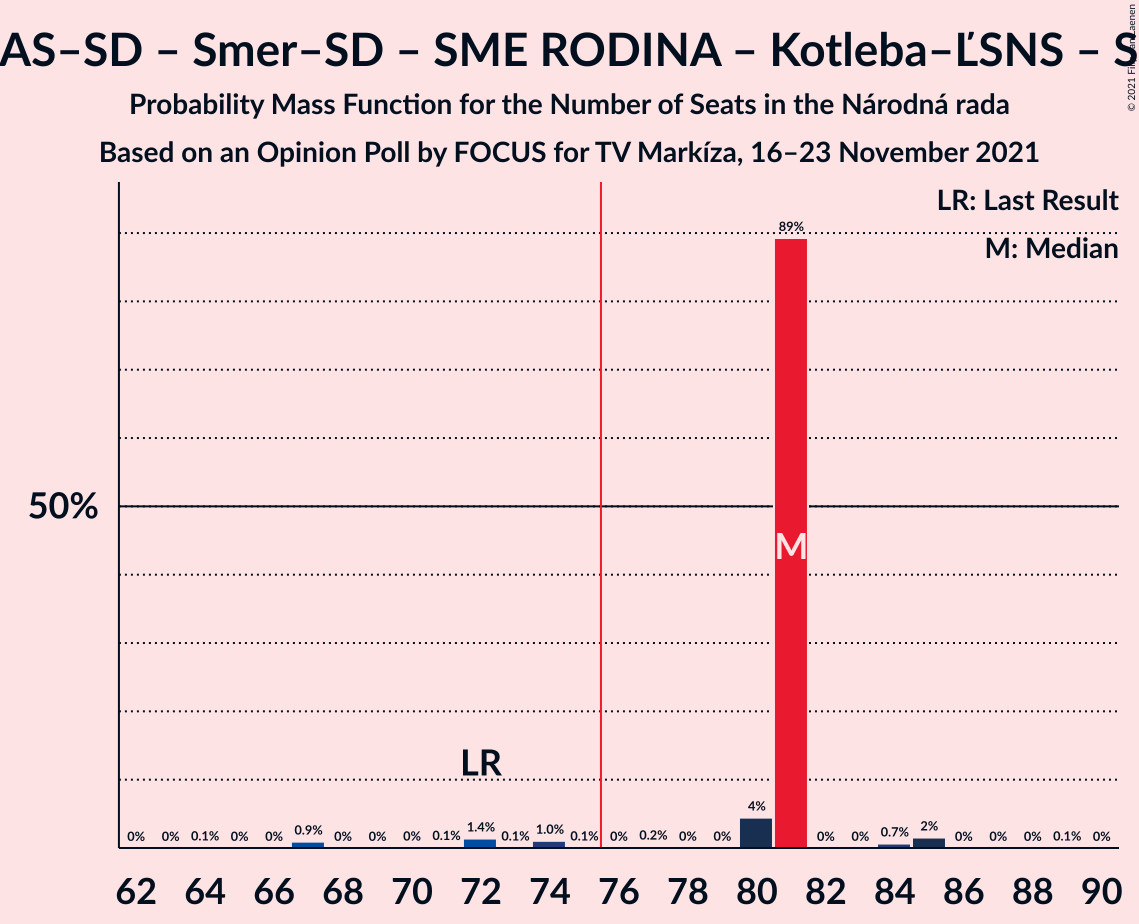 AS–SD – Smer–SD – SME RODINA – Kotleba–ĽSNS – S
Probability Mass Function for the Number of Seats in the Národná rada
Based on an Opinion Poll by FOCUS for TV Markíza, 16–23 November 2021
© 2021
LR: Last Result
M: Median
89%
50%
M
LR
4%
0% 0% 0.1% 0% 0% 0.9% 0% 0% 0% 0.1% 1.4% 0.1% 1.0% 0.1% 0% 0.2% 0% 0% 0% 0% 0.7% 2% 0% 0% 0% 0.1% 0%
62 64 66 68 70 72 74 76 78 80 82 84 86 88 90